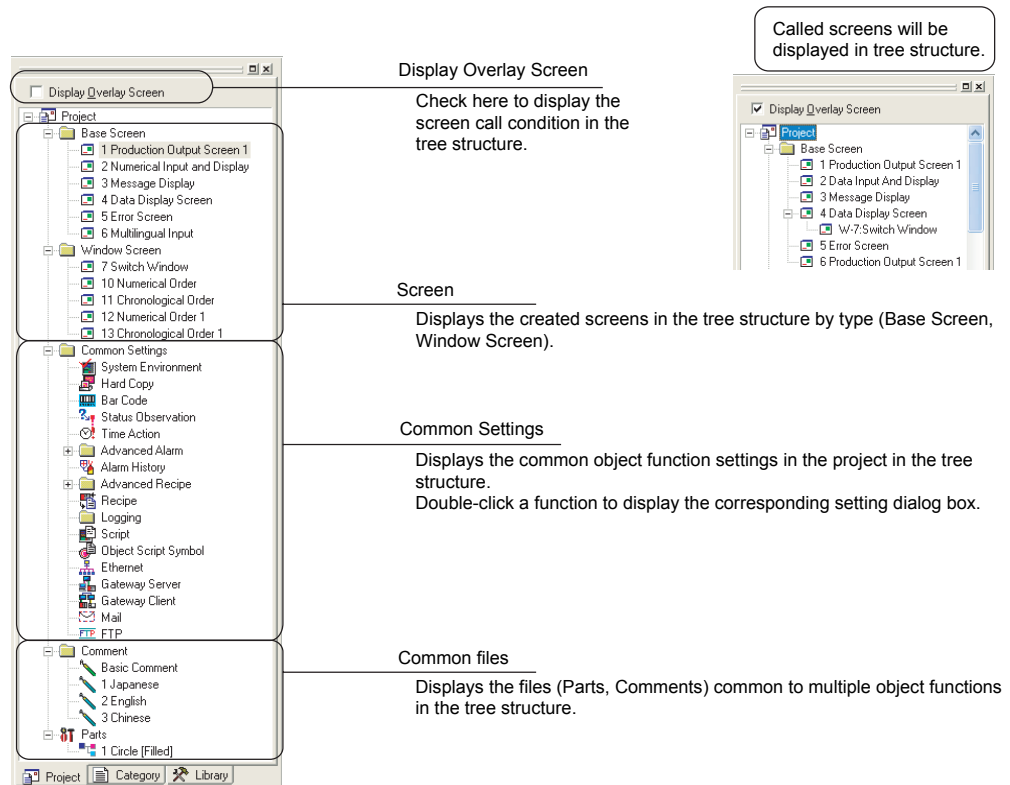 Called screens will be
displayed in tree structure.
Display Overlay Screen
Project
Base Screen
1 Production Output Screen 1
2 Numerical Input and Display
3 Message Display
4 Data Display Screen
5 Error Screen
6 Multilingual Input
Window Screen
7 Switch Window
10 Numerical Order
11 Chronological Order
12 Numerical Order 1
13 Chronological Order 1
Common Settings
System Environment
Hard Copy
Bar Code
Status Observation
Time Action
Advanced Alarm
Alarm History
Advanced Recipe
Recipe
Logging
Script
Object Script Symbol
Ethernet
Gateway Server
Gateway Client
Mail
FTP
Comment
Basic Comment
1 Japanese
2 English
3 Chinese
Parts
1 Circle [Filled]
Project Category Library
Display Overlay Screen
Check here to display the
screen call condition in the
tree structure.
Display Overlay Screen
Project
Base Screen
1 Production Output Screen 1
2 Data Input And Display
3 Message Display
4 Data Display Screen
W-7:Switch Window
5 Error Screen
6 Production Output Screen 1
Screen
Displays the created screens in the tree structure by type (Base Screen,
Window Screen).
Common Settings
Displays the common object function settings in the project in the tree
structure.
Double-click a function to display the corresponding setting dialog box.
Common files
Displays the files (Parts, Comments) common to multiple object functions
in the tree structure.